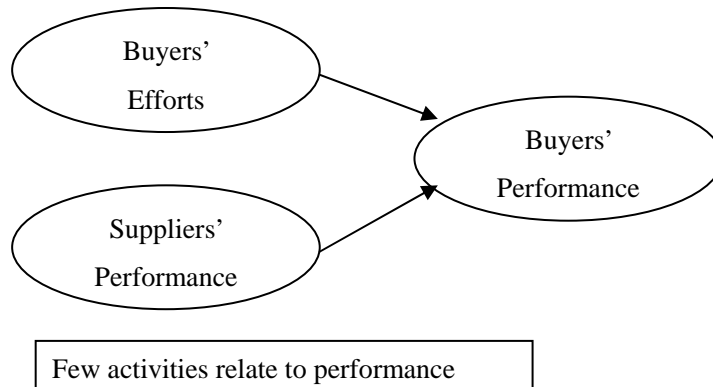 Buyers’
Efforts
Buyers’
Performance
Suppliers’
Performance
Few activities relate to performance